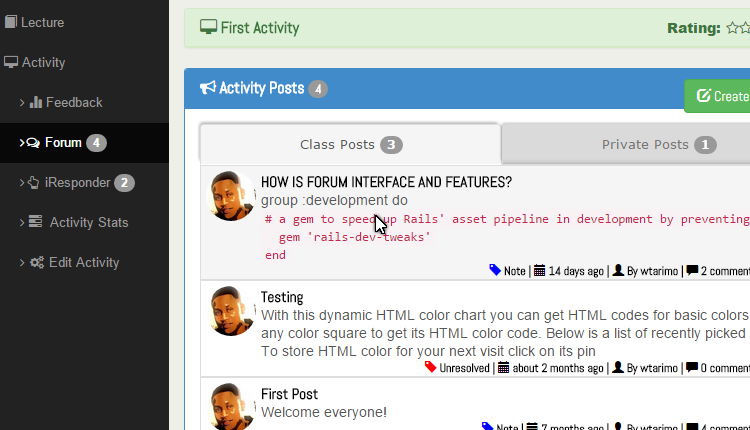 Lecture
Activity
Feedback
Forum 4
iResponder 2
Activity Stats
Edit Activity
First Activity
Rating:
Activity Posts 4
Create
Class Posts 3
Private Posts 1
HOW IS FORUM INTERFACE AND FEATURES?
group :development do
# a gem to speed up Rails' asset pipeline in development by preventing
gem 'rails-dev-tweaks'
end
Note | 14 days ago | By wtarimo | 2 comment
Testing
With this dynamic HTML color chart you can get HTML codes for basic colors
any color square to get its HTML color code. Below is a list of recently picked
To store HTML color for your next visit click on its pin
Unresolved | about 2 months ago | By wtarimo | 0 comment
First Post
Welcome everyone!
Note | 7 months ago | By wtarimo | 4 comment